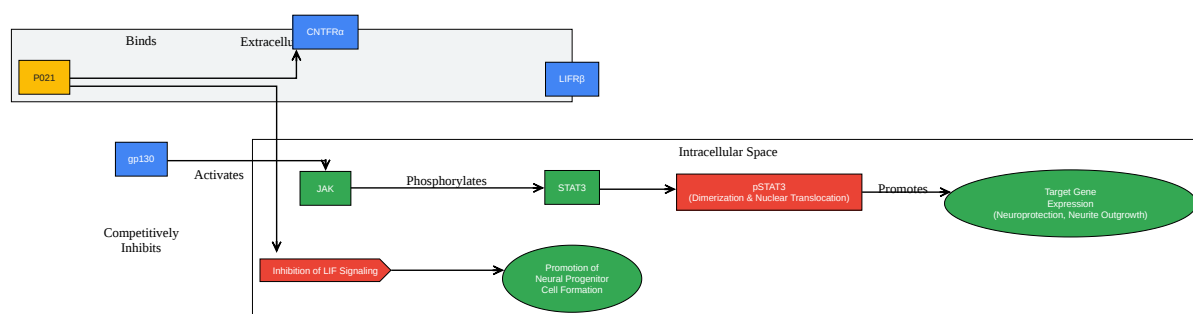 CNTFRα
Binds
Extracellu
P021
LIFRβ
gp130
Intracellular Space
Activates
JAK
Phosphorylates
STAT3
pSTAT3
(Dimerization & Nuclear Translocation)
Promotes
Target Gene
Expression
(Neuroprotection, Neurite Outgrowth)
Competitively
Inhibits
Inhibition of LIF Signaling
Promotion of
Neural Progenitor
Cell Formation